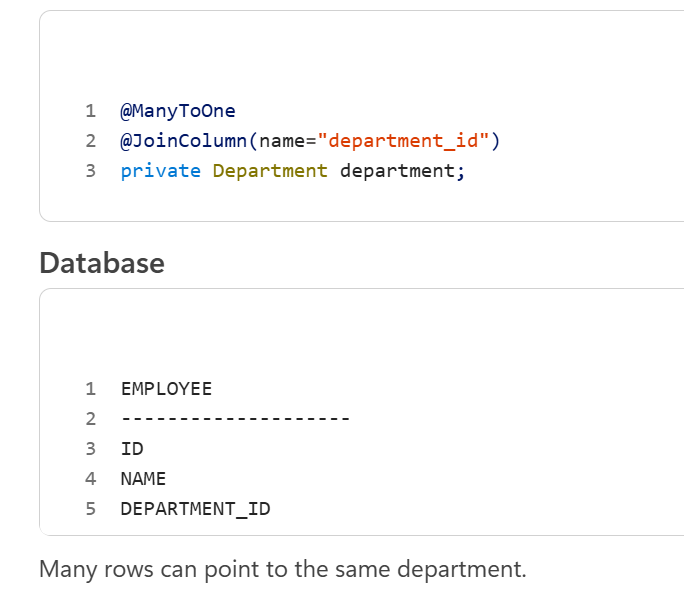 1 @ManyToOne
2 @JoinColumn(name="department_id")
3 private Department department;
Database
1 EMPLOYEE
2 --------------------
3 ID
4 NAME
5 DEPARTMENT_ID
Many rows can point to the same department.